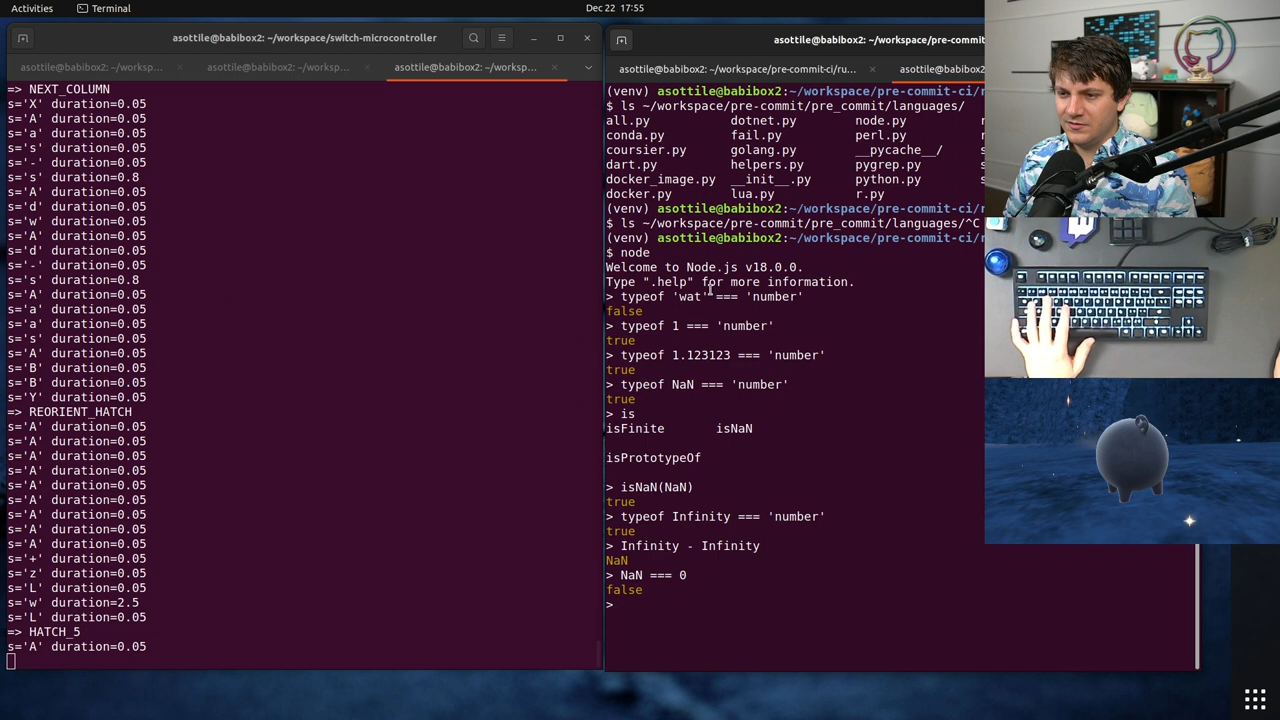 Activities
Terminal
Dec 22 17:55
asottile@babibox2: ~/workspace/switch-microcontroller
asottile@babibox2: ~/worksp...
asottile@babibox2: ~/worksp...
asottile@babibox2: ~/worksp...
=> NEXT_COLUMN
s='X' duration=0.05
s='A' duration=0.05
s='a' duration=0.05
s='s' duration=0.05
s='-' duration=0.05
s='s' duration=0.8
s='A' duration=0.05
s='d' duration=0.05
s='w' duration=0.05
s='A' duration=0.05
s='d' duration=0.05
s='-' duration=0.05
s='s' duration=0.8
s='A' duration=0.05
s='a' duration=0.05
s='a' duration=0.05
s='s' duration=0.05
s='A' duration=0.05
s='B' duration=0.05
s='B' duration=0.05
s='Y' duration=0.05
=> REORIENT_HATCH
s='A' duration=0.05
s='A' duration=0.05
s='A' duration=0.05
s='A' duration=0.05
s='A' duration=0.05
s='A' duration=0.05
s='A' duration=0.05
s='A' duration=0.05
s='A' duration=0.05
s='+' duration=0.05
s='z' duration=0.05
s='L' duration=0.05
s='w' duration=2.5
s='L' duration=0.05
=> HATCH_5
s='A' duration=0.05
asottile@babibox2: ~/workspace/pre-commit
asottile@babibox2: ~/workspace/pre-commit-ci/ru...
asottile@babibox2
(venv) asottile@babibox2:~/workspace/pre-commit-ci/r
$ ls ~/workspace/pre-commit/pre_commit/languages/
all.py dotnet.py node.py
conda.py fail.py perl.py
coursier.py golang.py __pycache__/
dart.py helpers.py pygrep.py
docker_image.py __init__.py python.py
docker.py lua.py r.py
(venv) asottile@babibox2:~/workspace/pre-commit-ci/r
$ ls ~/workspace/pre-commit/pre_commit/languages/^C
(venv) asottile@babibox2:~/workspace/pre-commit-ci/r
$ node
Welcome to Node.js v18.0.0.
Type ".help" for more information.
> typeof 'wat' === 'number'
false
> typeof 1 === 'number'
true
> typeof 1.123123 === 'number'
true
> typeof NaN === 'number'
true
> is
isFinite isNaN
isPrototypeOf
> isNaN(NaN)
true
> typeof Infinity === 'number'
true
> Infinity - Infinity
NaN
> NaN === 0
false
>